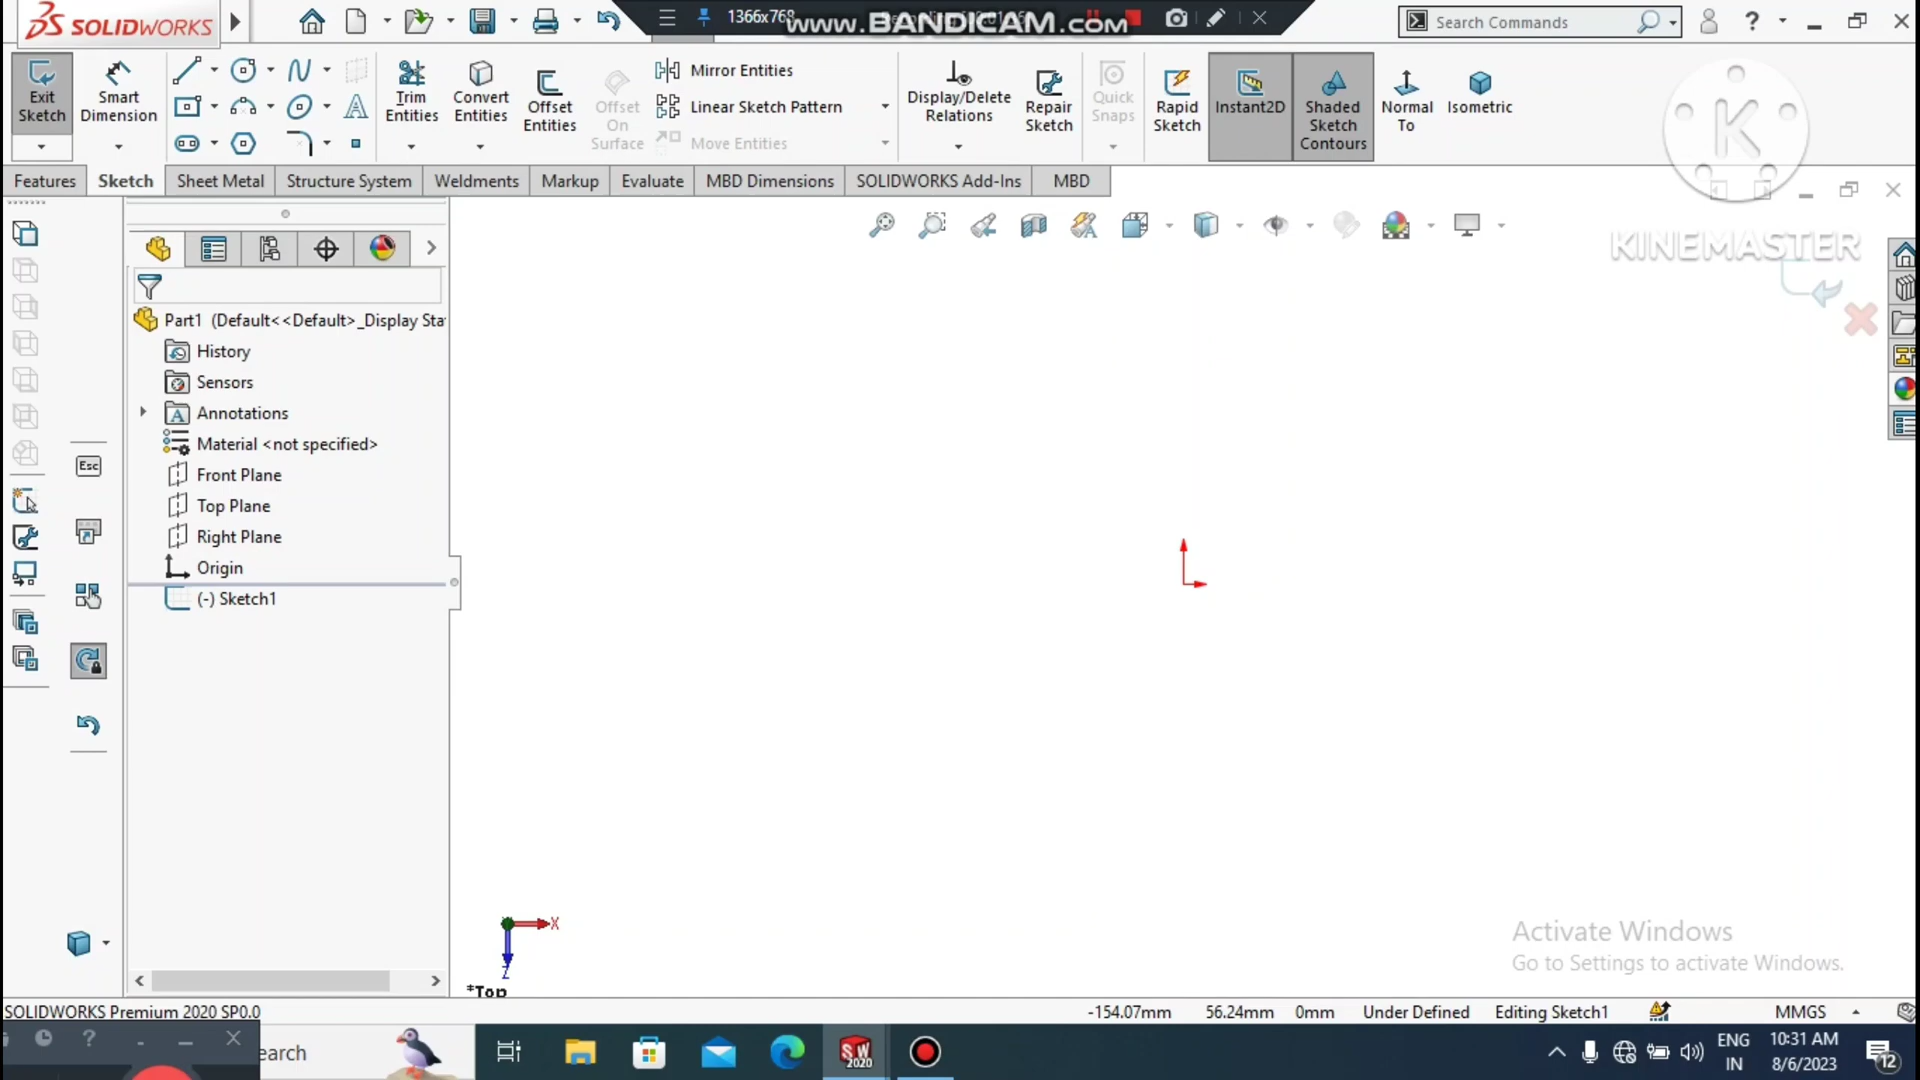 SOLIDWORKS
1366x768
www.BANDICAM.com
Search Commands
Exit Sketch
Smart Dimension
Trim Entities
Convert Entities
Offset Entities
Offset On Surface
Mirror Entities
Linear Sketch Pattern
Move Entities
Display/Delete Relations
Repair Sketch
Quick Snaps
Rapid Sketch
Instant2D
Shaded Sketch Contours
Normal To
Isometric
K
KINEMASTER
Features
Sketch
Sheet Metal
Structure System
Weldments
Markup
Evaluate
MBD Dimensions
SOLIDWORKS Add-Ins
MBD
Part1 (Default<<Default>_Display Sta
History
Sensors
Annotations
Material <not specified>
Front Plane
Top Plane
Right Plane
Origin
(-) Sketch1
Esc
X
Z
*Top
Activate Windows
Go to Settings to activate Windows.
SOLIDWORKS Premium 2020 SP0.0
-154.07mm
56.24mm
0mm
Under Defined
Editing Sketch1
MMGS
earch
SW
2020
ENG
IN
10:31 AM
8/6/2023
12